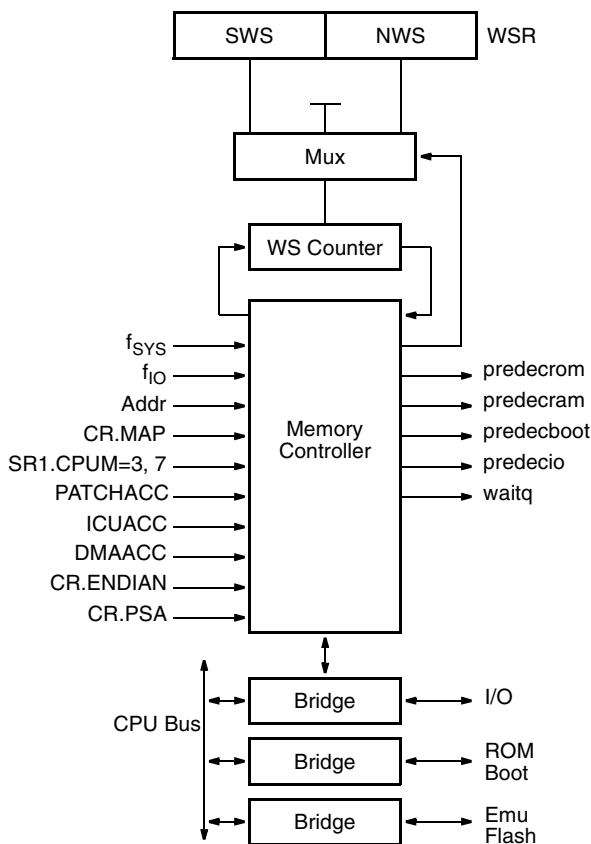 SWS NWS WSR
Mux
WS Counter
fSYS
fIO
Addr
CR.MAP
SR1.CPUM=3, 7
PATCHACC
ICUACC
DMAACC
CR.ENDIAN
CR.PSA
Memory
Controller
predecrom
predecram
predecboot
predecio
waitq
CPU Bus
Bridge
I/O
Bridge
ROM
Boot
Bridge
Emu
Flash